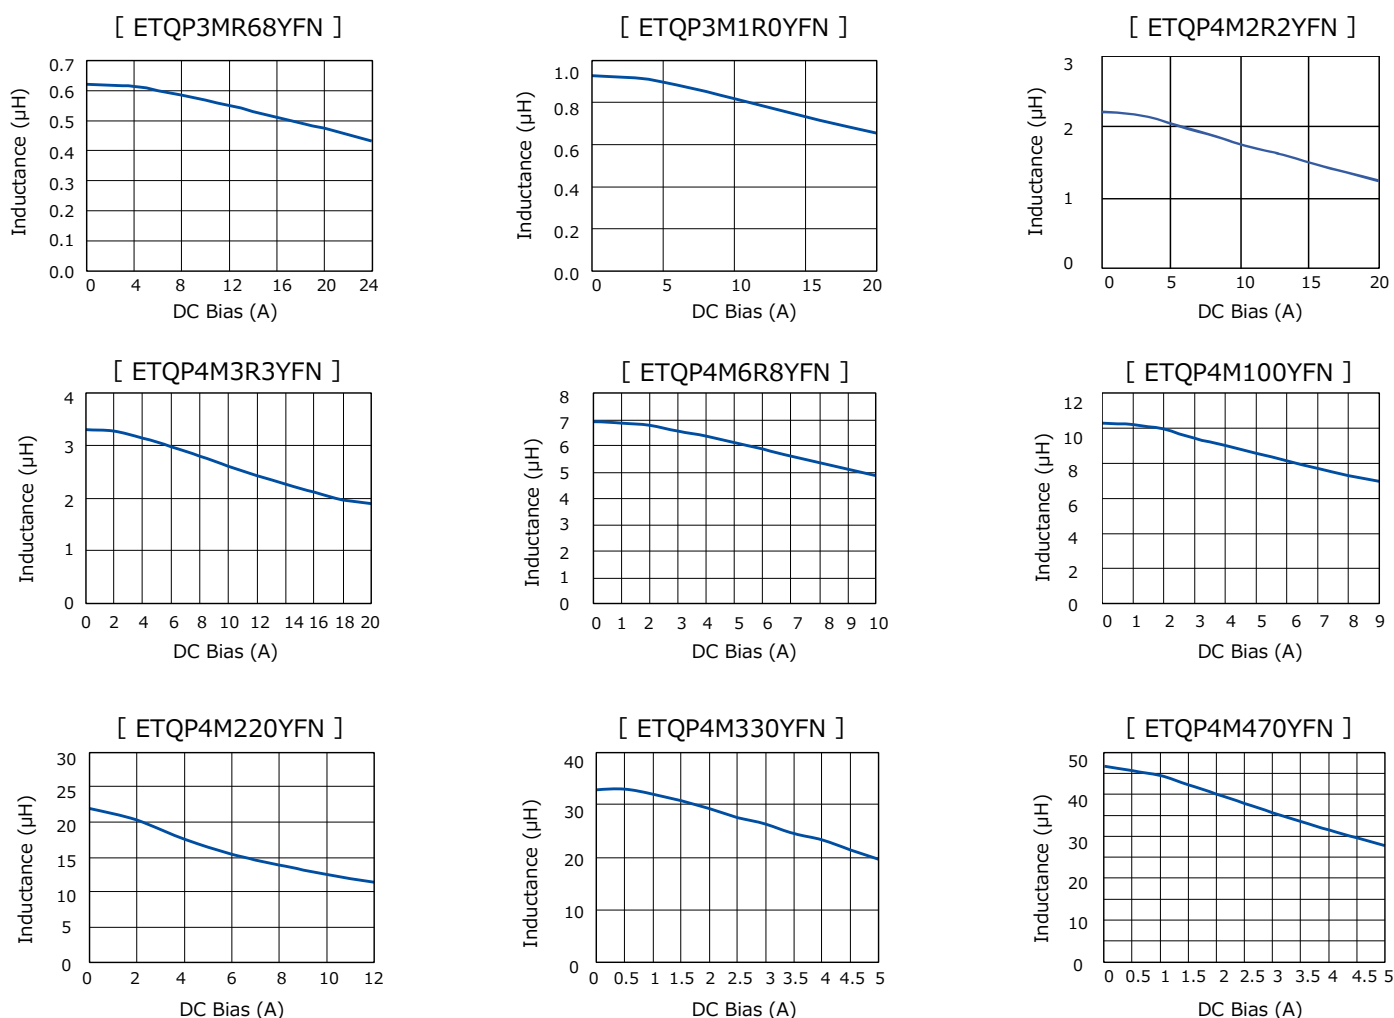 [ ETQP3MR68YFN ]
Inductance (μH)
0.7
0.6
0.5
0.4
0.3
0.2
0.1
0.0
0 4 8 12 16 20 24
DC Bias (A)
[ ETQP3M1R0YFN ]
Inductance (μH)
1.0
0.8
0.6
0.4
0.2
0.0
0 5 10 15 20
DC Bias (A)
[ ETQP4M2R2YFN ]
Inductance (μH)
3
2
1
0
0 5 10 15 20
DC Bias (A)
[ ETQP4M3R3YFN ]
Inductance (μH)
4
3
2
1
0
0 2 4 6 8 10 12 14 16 18 20
DC Bias (A)
[ ETQP4M6R8YFN ]
Inductance (μH)
8
7
6
5
4
3
2
1
0
0 1 2 3 4 5 6 7 8 9 10
DC Bias (A)
[ ETQP4M100YFN ]
Inductance (μH)
12
10
8
6
4
2
0
0 1 2 3 4 5 6 7 8 9
DC Bias (A)
[ ETQP4M220YFN ]
Inductance (μH)
30
25
20
15
10
5
0
0 2 4 6 8 10 12
DC Bias (A)
[ ETQP4M330YFN ]
Inductance (μH)
40
30
20
10
0
0 0.5 1 1.5 2 2.5 3 3.5 4 4.5 5
DC Bias (A)
[ ETQP4M470YFN ]
Inductance (μH)
50
40
30
20
10
0
0 0.5 1 1.5 2 2.5 3 3.5 4 4.5 5
DC Bias (A)